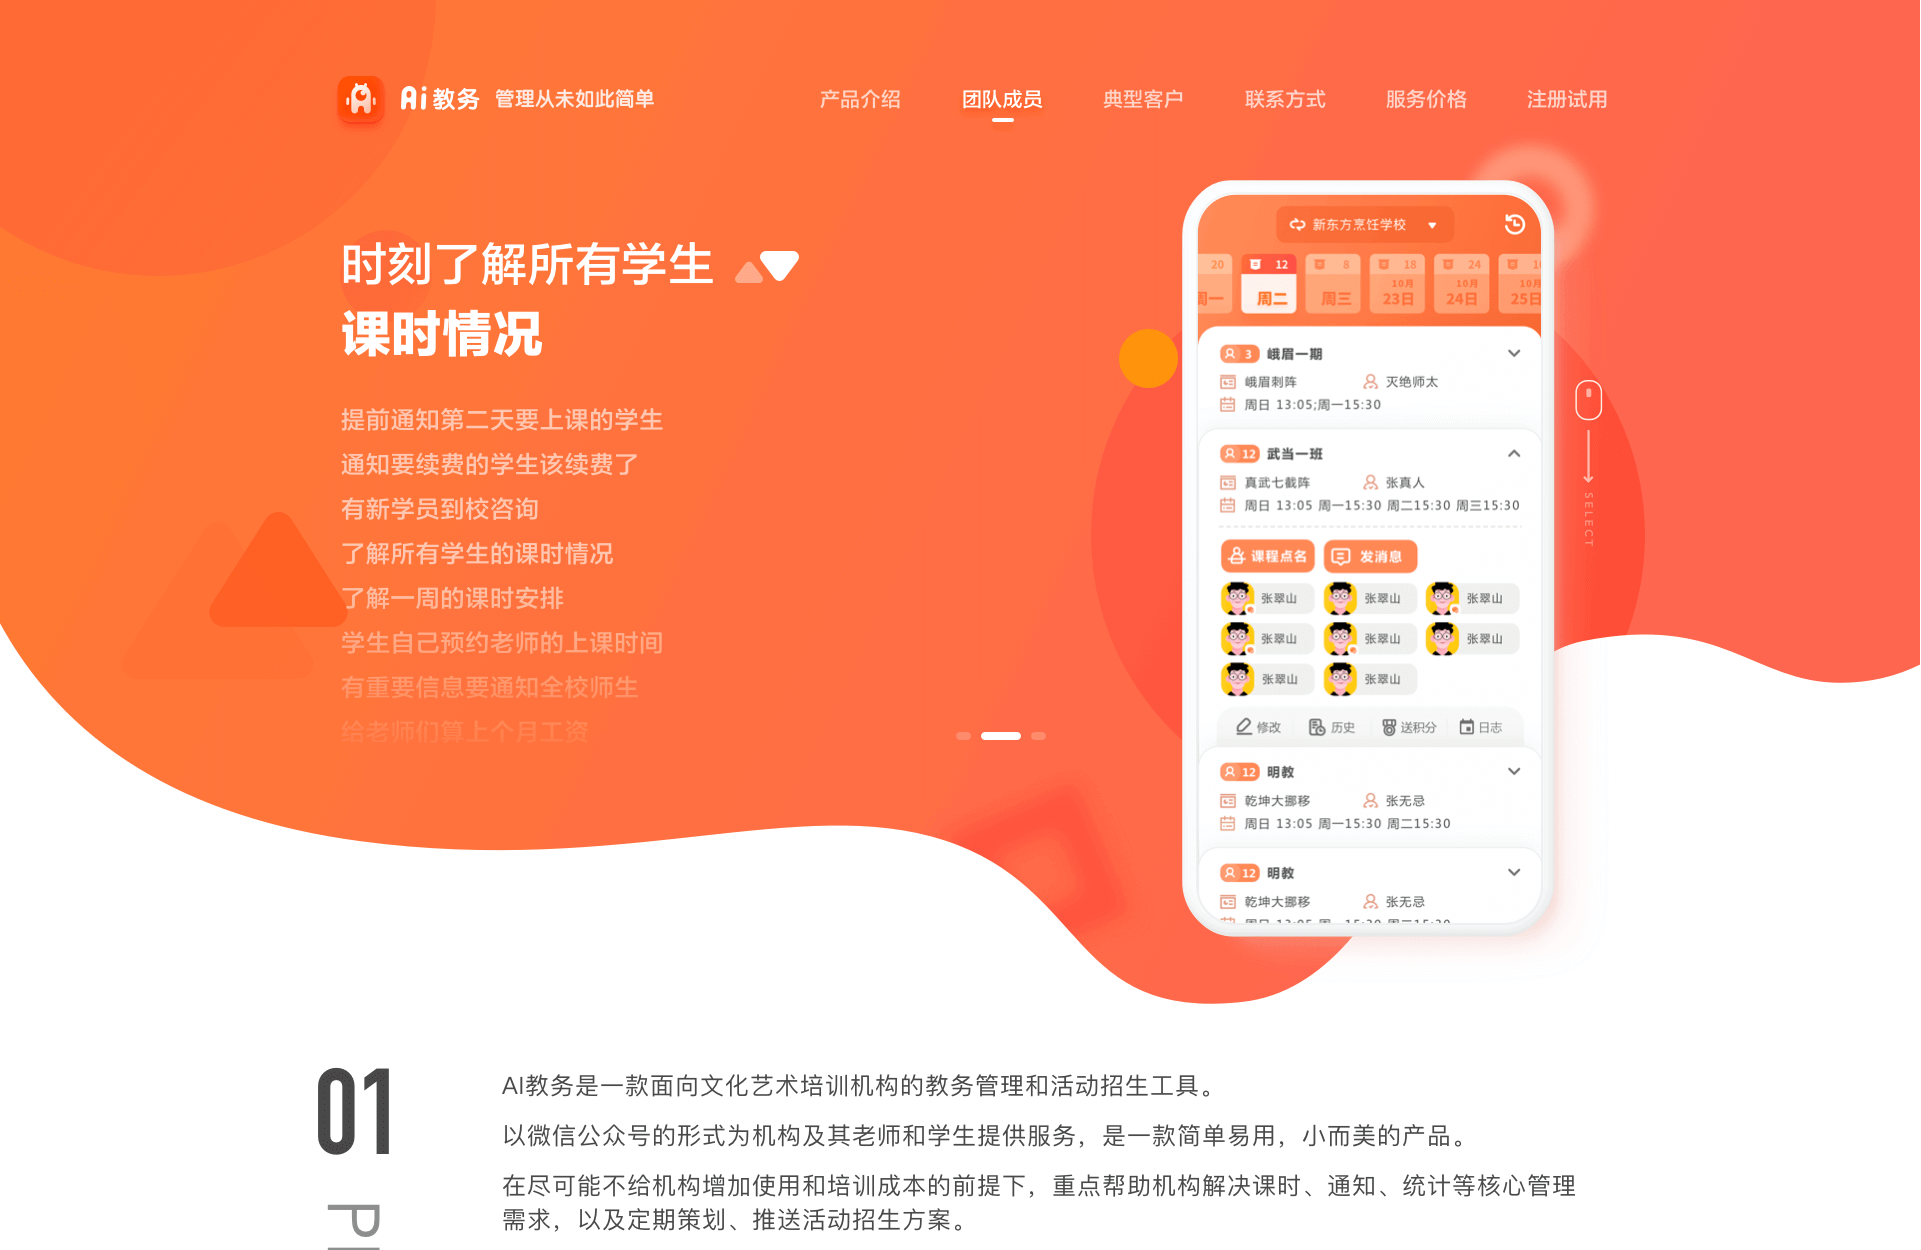 Ai教务 管理从未如此简单
产品介绍 团队成员 典型客户 联系方式 服务价格 注册试用
时刻了解所有学生
课时情况
提前通知第二天要上课的学生
通知要续费的学生该续费了
有新学员到校咨询
了解所有学生的课时情况
了解一周的课时安排
学生自己预约老师的上课时间
有重要信息要通知全校师生
给老师们算上个月工资
新东方烹饪学校
20 12 8 18 24
10月 10月 10月
周一 周二 周三 23日 24日 25日
3 峨眉一期
峨眉刺阵 灭绝师太
周日 13:05;周一15:30
12 武当一班
真武七截阵 张真人
周日 13:05 周一15:30 周二15:30 周三15:30
课程点名 发消息
张翠山 张翠山 张翠山
张翠山 张翠山 张翠山
张翠山 张翠山
修改 历史 送积分 日志
12 明教
乾坤大挪移 张无忌
周日 13:05 周一15:30 周二15:30
12 明教
乾坤大挪移 张无忌
周日 13:05 周一15:30 周二15:30
SELECT
01
AI教务是一款面向文化艺术培训机构的教务管理和活动招生工具。
以微信公众号的形式为机构及其老师和学生提供服务，是一款简单易用，小而美的产品。
在尽可能不给机构增加使用和培训成本的前提下，重点帮助机构解决课时、通知、统计等核心管理
需求，以及定期策划、推送活动招生方案。
P